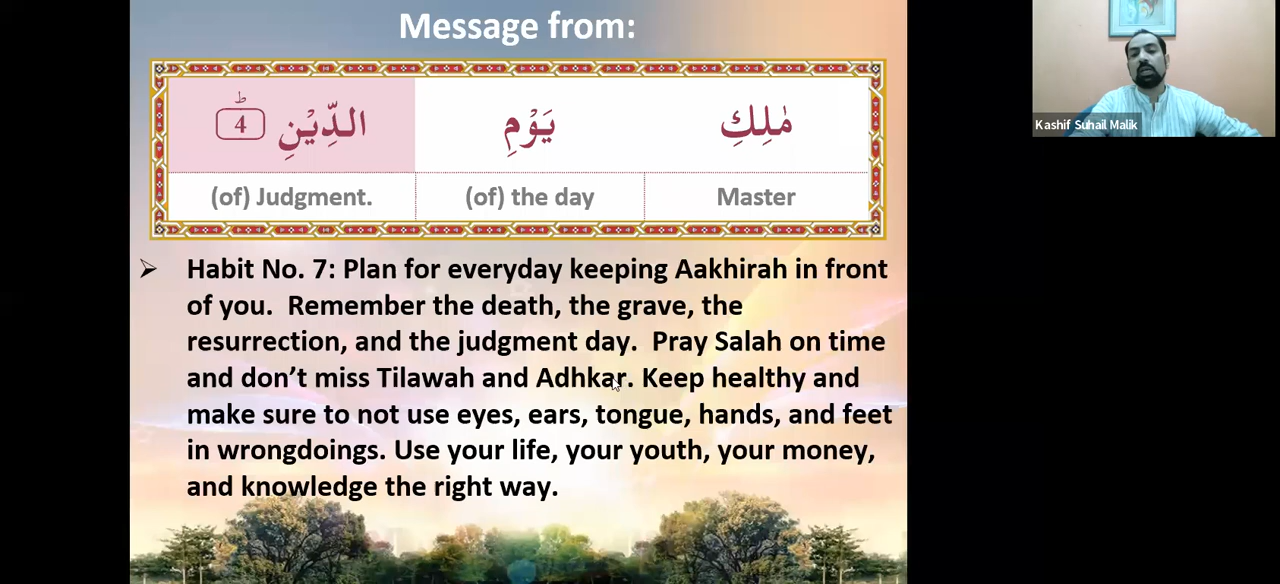 Message from:
مٰلِكِ يَوْمِ الدِّيْنِ ؕ 4
Master (of) the day (of) Judgment.
➢ Habit No. 7: Plan for everyday keeping Aakhirah in front
of you. Remember the death, the grave, the
resurrection, and the judgment day. Pray Salah on time
and don’t miss Tilawah and Adhkar. Keep healthy and
make sure to not use eyes, ears, tongue, hands, and feet
in wrongdoings. Use your life, your youth, your money,
and knowledge the right way.
Kashif Suhail Malik